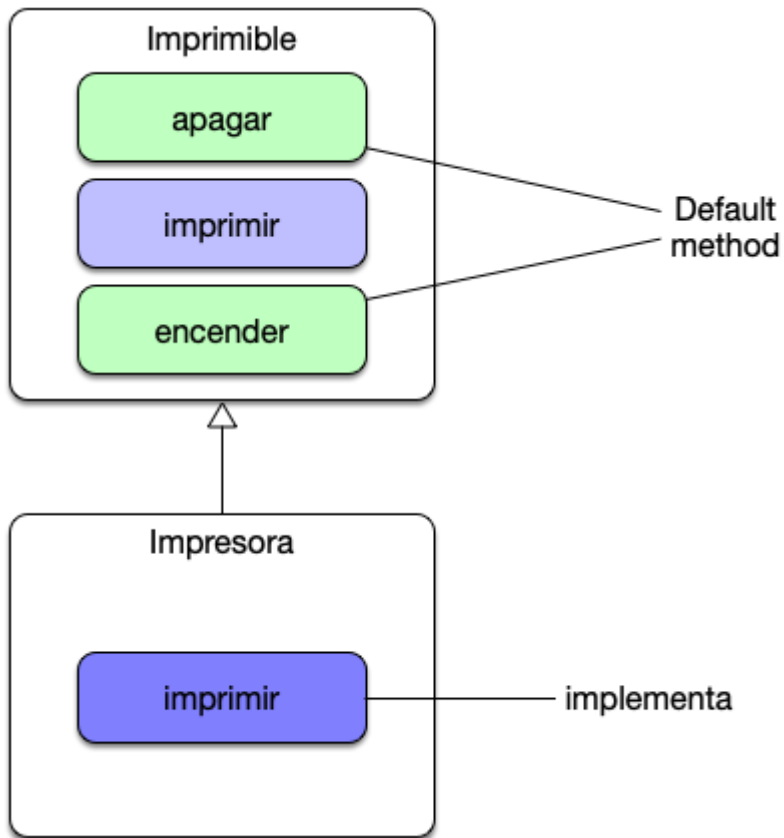 Imprimible
apagar
imprimir
encender
Default
method
Impresora
imprimir
implementa